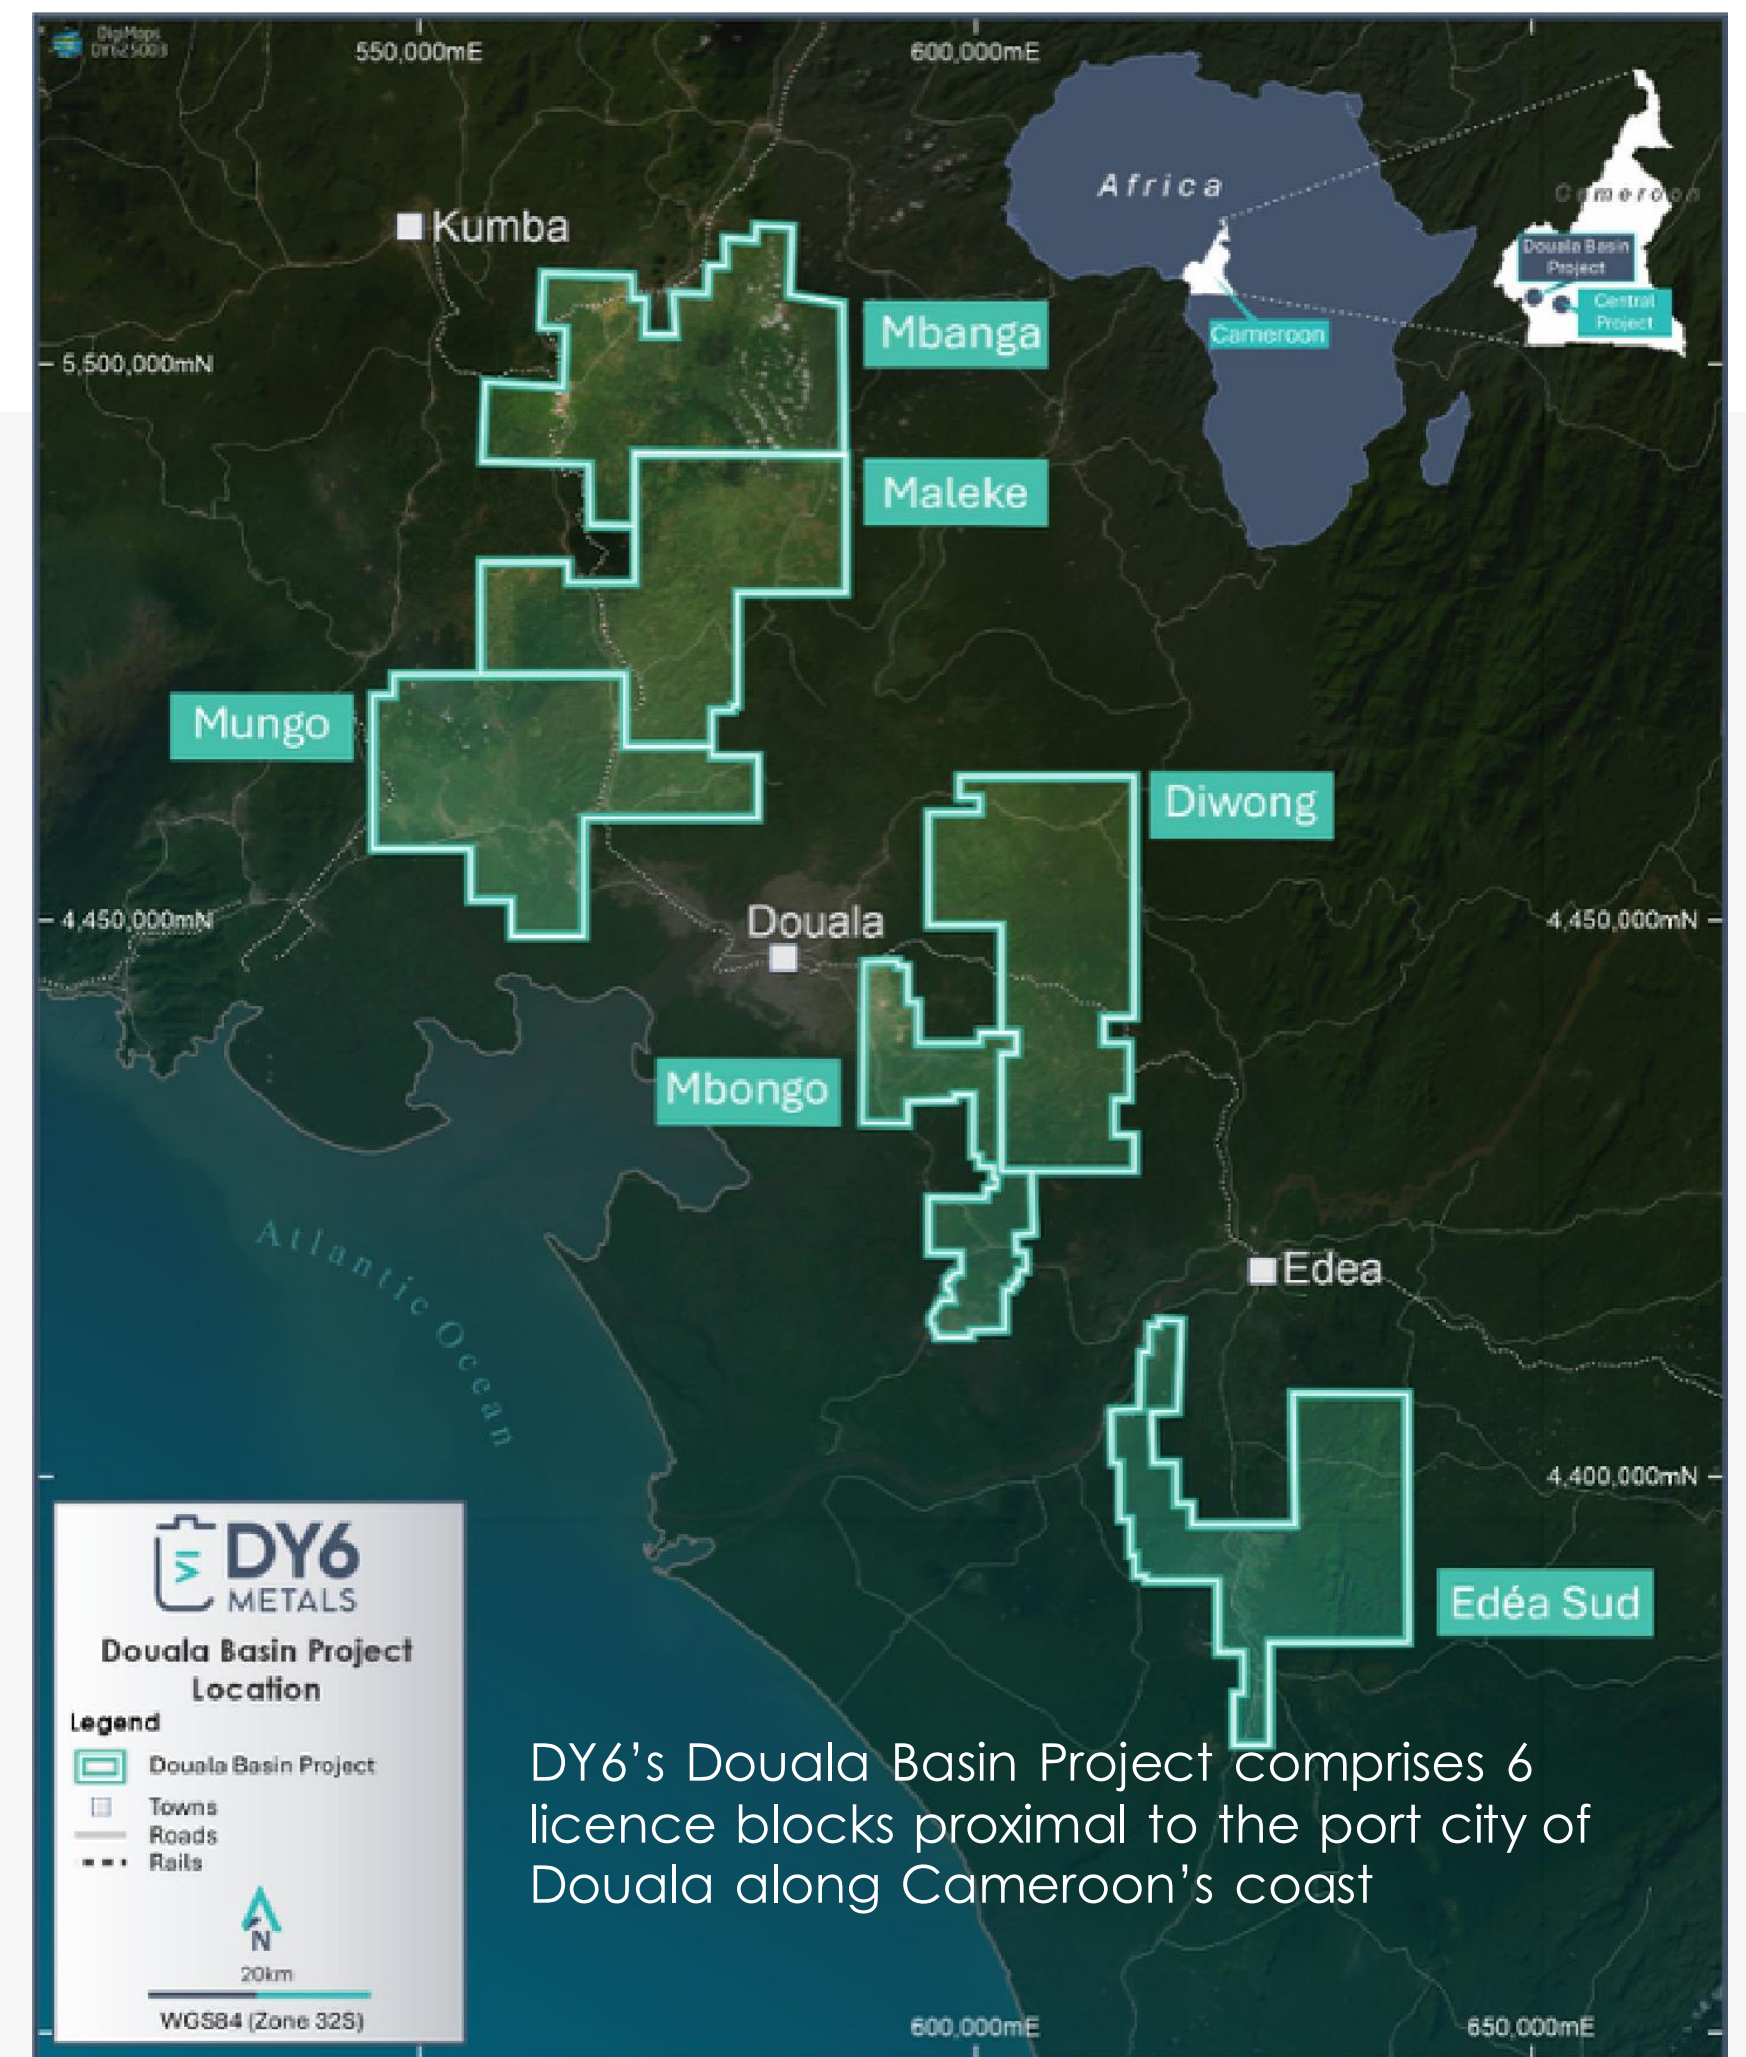 DigiMaps
DY625003
550,000mE
600,000mE
Africa
Cameroon
Douala Basin
Project
Central
Project
Cameroon
Kumba
Mbanga
5,500,000mN
Maleke
Mungo
Diwong
4,450,000mN
Douala
4,450,000mN
Mbongo
Atlantic Ocean
Edea
4,400,000mN
Edéa Sud
DY6
METALS
Douala Basin Project
Location
Legend
Douala Basin Project
Towns
Roads
Rails
N
20km
WGS84 (Zone 32S)
DY6’s Douala Basin Project comprises 6
licence blocks proximal to the port city of
Douala along Cameroon’s coast
600,000mE
650,000mE